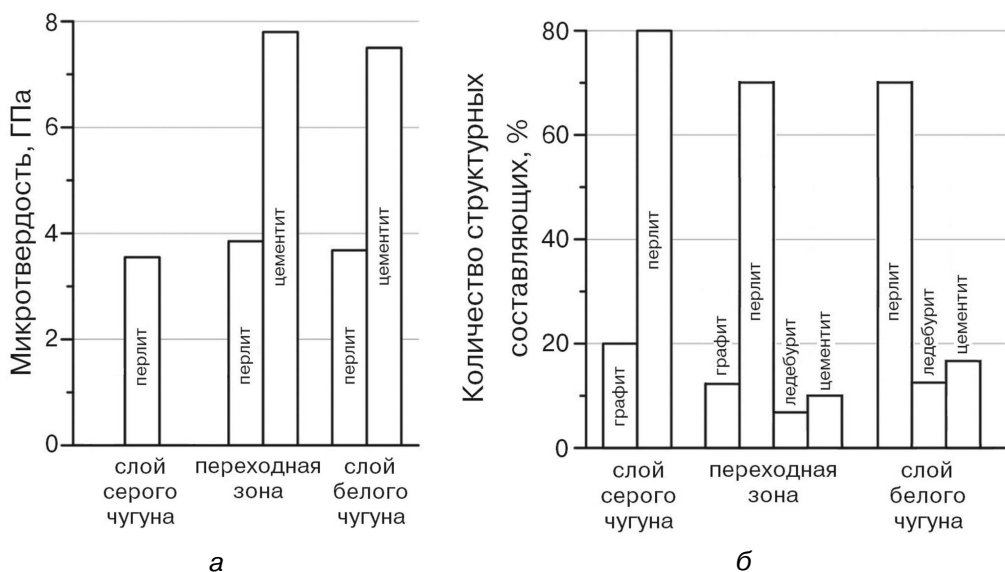 Микротвердость, ГПа
8
6
4
2
0
перлит
перлит
цементит
перлит
цементит
слой
серого
чугуна
переходная
зона
слой
белого
чугуна
а
Количество структурных
составляющих, %
80
60
40
20
0
графит
перлит
графит
перлит
ледебурит
цементит
перлит
ледебурит
цементит
слой
серого
чугуна
переходная
зона
слой
белого
чугуна
б